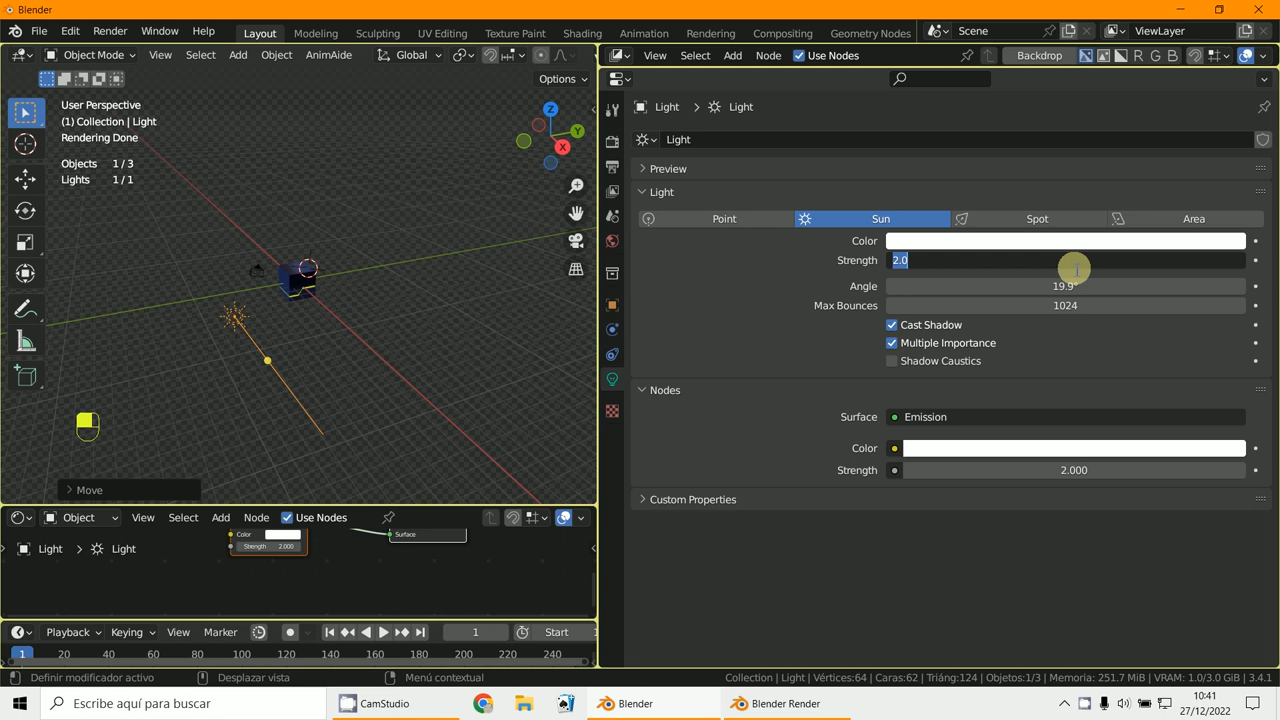 Blender
File Edit Render Window Help
Layout Modeling Sculpting UV Editing Texture Paint Shading Animation Rendering Compositing Geometry Nodes
Scene
ViewLayer
Object Mode View Select Add Object AnimAide Global
View Select Add Node Use Nodes Backdrop R G B
Options
User Perspective
(1) Collection | Light
Rendering Done
Objects 1 / 3
Lights 1 / 1
Z
Y
X
Move
Light > Light
Light
Preview
Light
Point Sun Spot Area
Color
Strength 2.0
Angle 19.9°
Max Bounces 1024
Cast Shadow
Multiple Importance
Shadow Caustics
Nodes
Surface Emission
Color
Strength 2.000
Custom Properties
Object View Select Add Node Use Nodes
Light > Light
Color
Strength 2.000
Surface
Playback Keying View Marker 1 Start 1
1 20 40 60 80 100 120 140 160 180 200 220 240
Definir modificador activo Desplazar vista Menú contextual
Collection | Light | Vértices:64 | Caras:62 | Triáng:124 | Objetos:1/3 | Memoria: 251.7 MiB | VRAM: 1.0/3.0 GiB | 3.4.1
Escribe aquí para buscar
CamStudio
Blender
Blender Render
10:41
27/12/2022